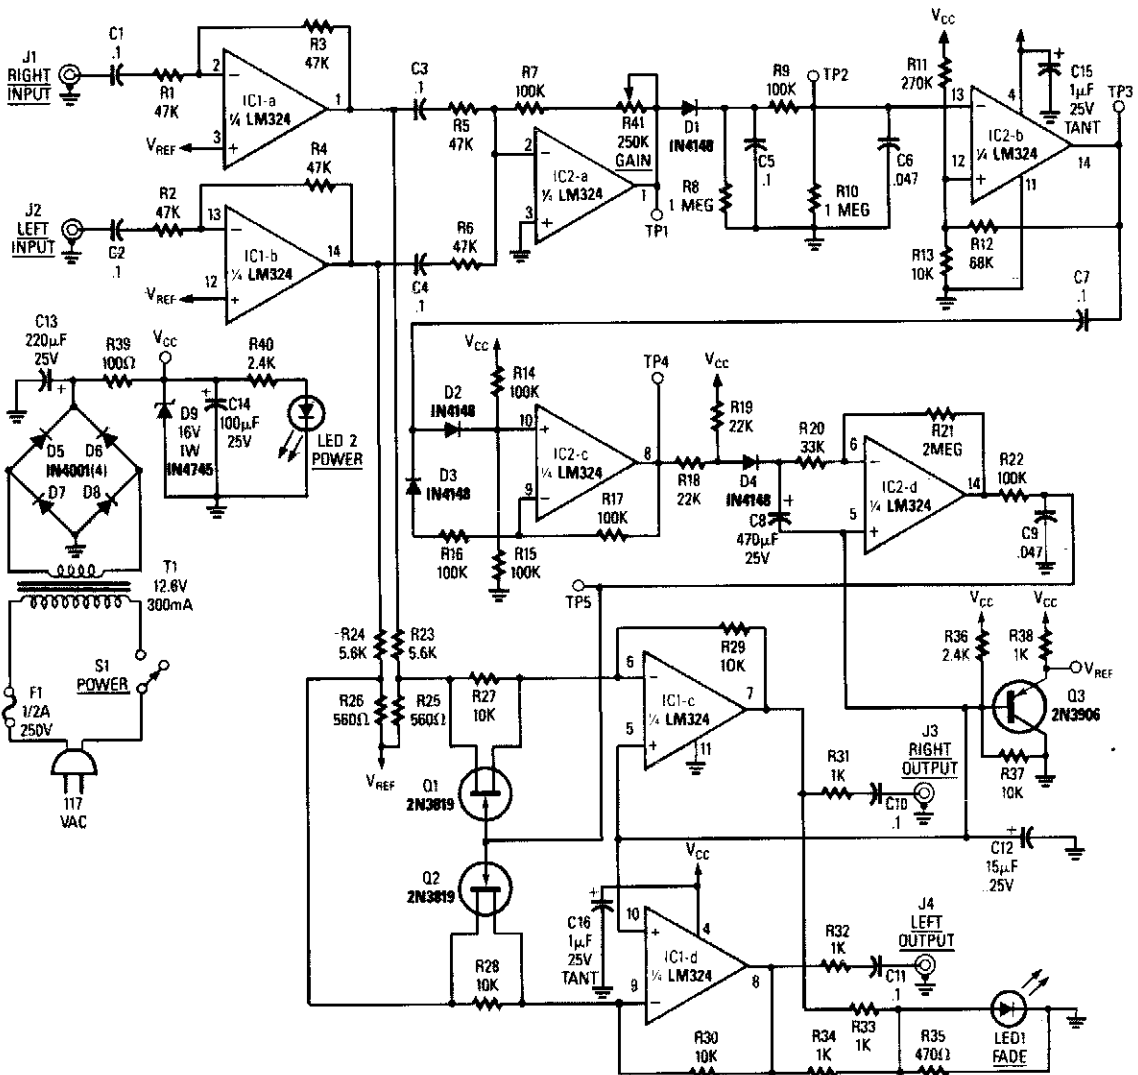 J1
RIGHT
INPUT
C1
.1
R1
47K
R3
47K
2
3
1
IC1-a
¼ LM324
VREF
J2
LEFT
INPUT
C2
.1
R2
47K
R4
47K
13
12
14
IC1-b
¼ LM324
VREF
C3
.1
R5
47K
R7
100K
R41
250K
GAIN
2
3
1
IC2-a
¼ LM324
TP1
R6
47K
C4
.1
D1
IN4148
R8
1 MEG
C5
.1
R9
100K
TP2
R10
1 MEG
C6
.047
VCC
R11
270K
13
12
4
11
14
IC2-b
¼ LM324
+
C15
1µF
25V
TANT
TP3
R13
10K
R12
68K
C7
.1
C13
220µF
25V
+
R39
100Ω
VCC
R40
2.4K
D9
16V
1W
IN4745
+
C14
100µF
25V
LED 2
POWER
D5
D6
IN4001(4)
D7
D8
T1
12.6V
300mA
S1
POWER
F1
1/2A
250V
117
VAC
VCC
R14
100K
D2
IN4148
D3
IN4148
10
9
8
IC2-c
¼ LM324
TP4
R16
100K
R15
100K
R17
100K
R18
22K
VCC
R19
22K
D4
IN4148
+
C8
470µF
25V
R20
33K
R21
2MEG
6
5
14
IC2-d
¼ LM324
R22
100K
C9
.047
TP5
R24
5.6K
R23
5.6K
R26
560Ω
R25
560Ω
VREF
R27
10K
Q1
2N3819
Q2
2N3819
R28
10K
R29
10K
6
5
7
11
IC1-c
¼ LM324
VCC
R36
2.4K
VCC
R38
1K
VREF
Q3
2N3906
R37
10K
R31
1K
C10
.1
J3
RIGHT
OUTPUT
+
C12
15µF
25V
VCC
+
C16
1µF
25V
TANT
10
9
4
8
IC1-d
¼ LM324
R32
1K
C11
.1
J4
LEFT
OUTPUT
R30
10K
R34
1K
R33
1K
R35
470Ω
LED1
FADE